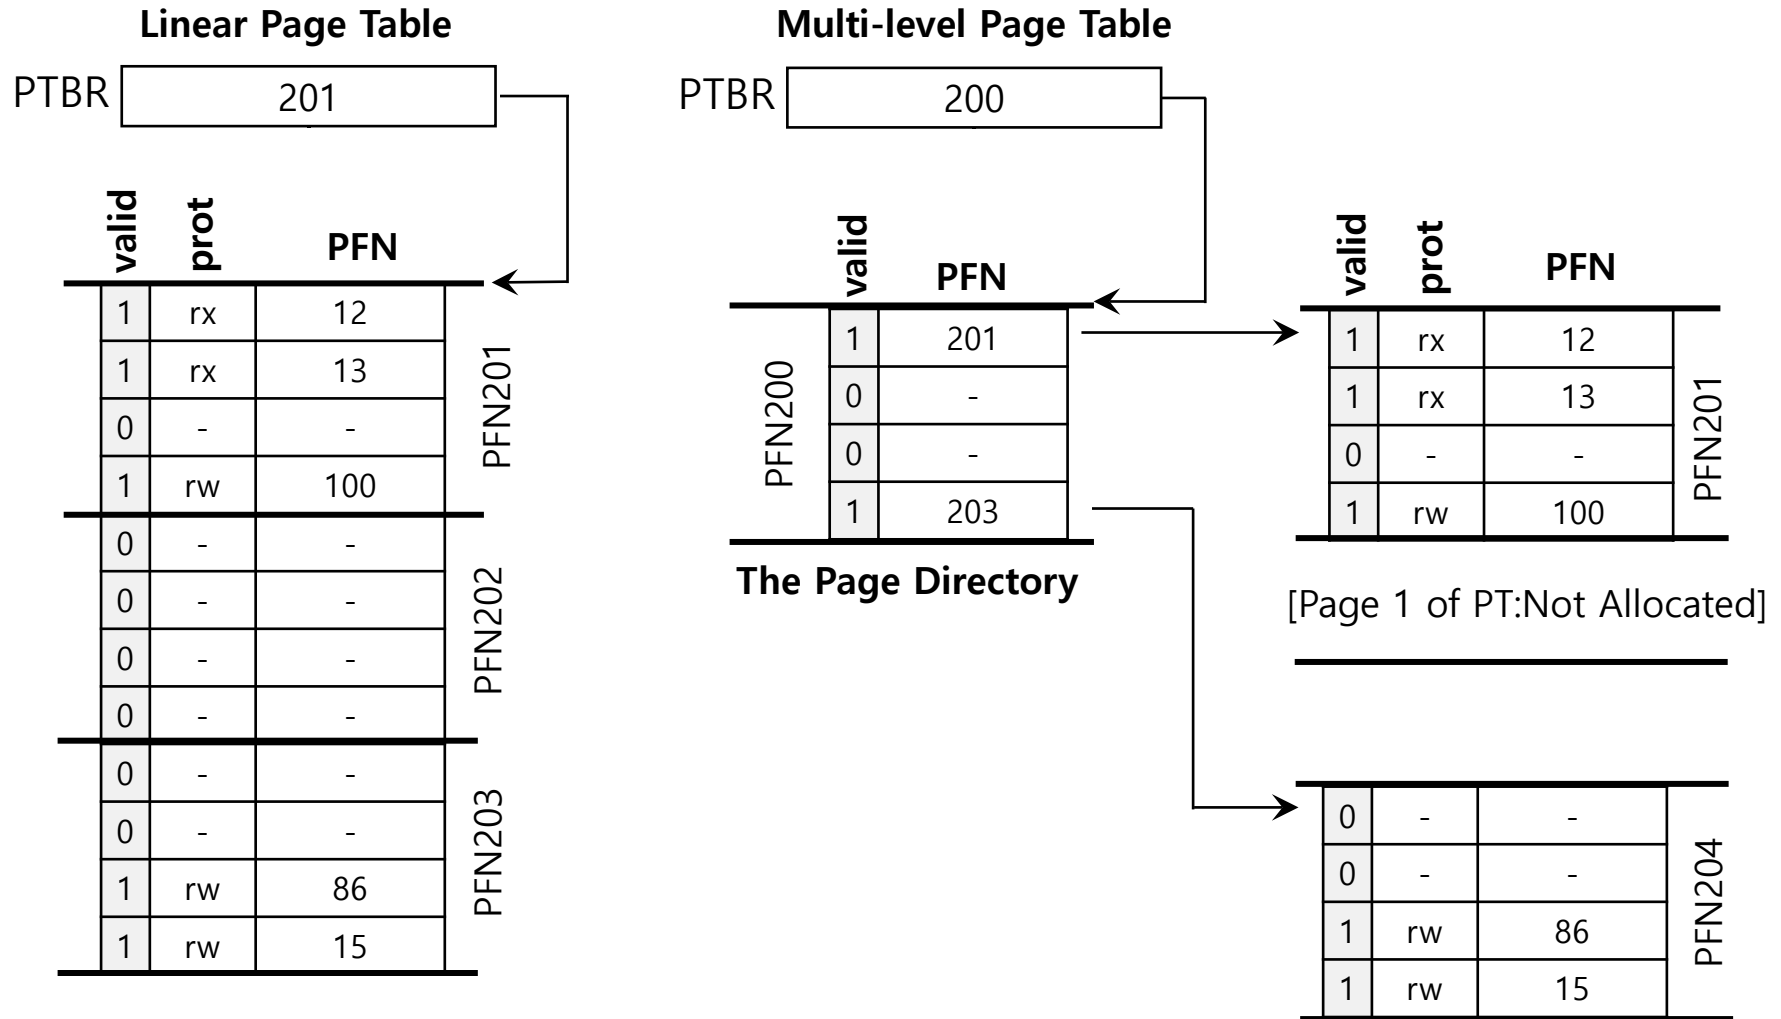 Linear Page Table
PTBR 201
valid prot PFN
1 rx 12
1 rx 13
0 - -
1 rw 100
PFN201
0 - -
0 - -
0 - -
0 - -
PFN202
0 - -
0 - -
1 rw 86
1 rw 15
PFN203
Multi-level Page Table
PTBR 200
valid PFN
PFN200
1 201
0 -
0 -
1 203
The Page Directory
valid prot PFN
1 rx 12
1 rx 13
0 - -
1 rw 100
PFN201
[Page 1 of PT:Not Allocated]
0 - -
0 - -
1 rw 86
1 rw 15
PFN204